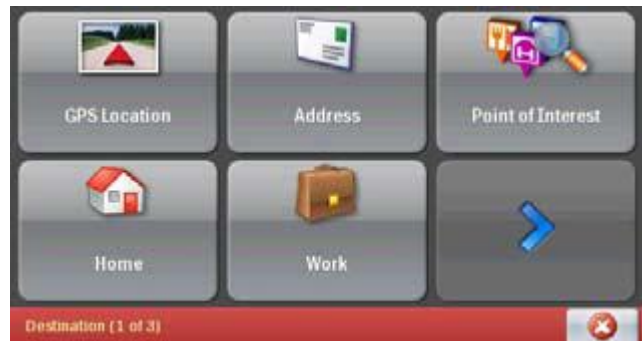 GPS Location
Address
Point of Interest
Home
Work
Destination (1 of 3)